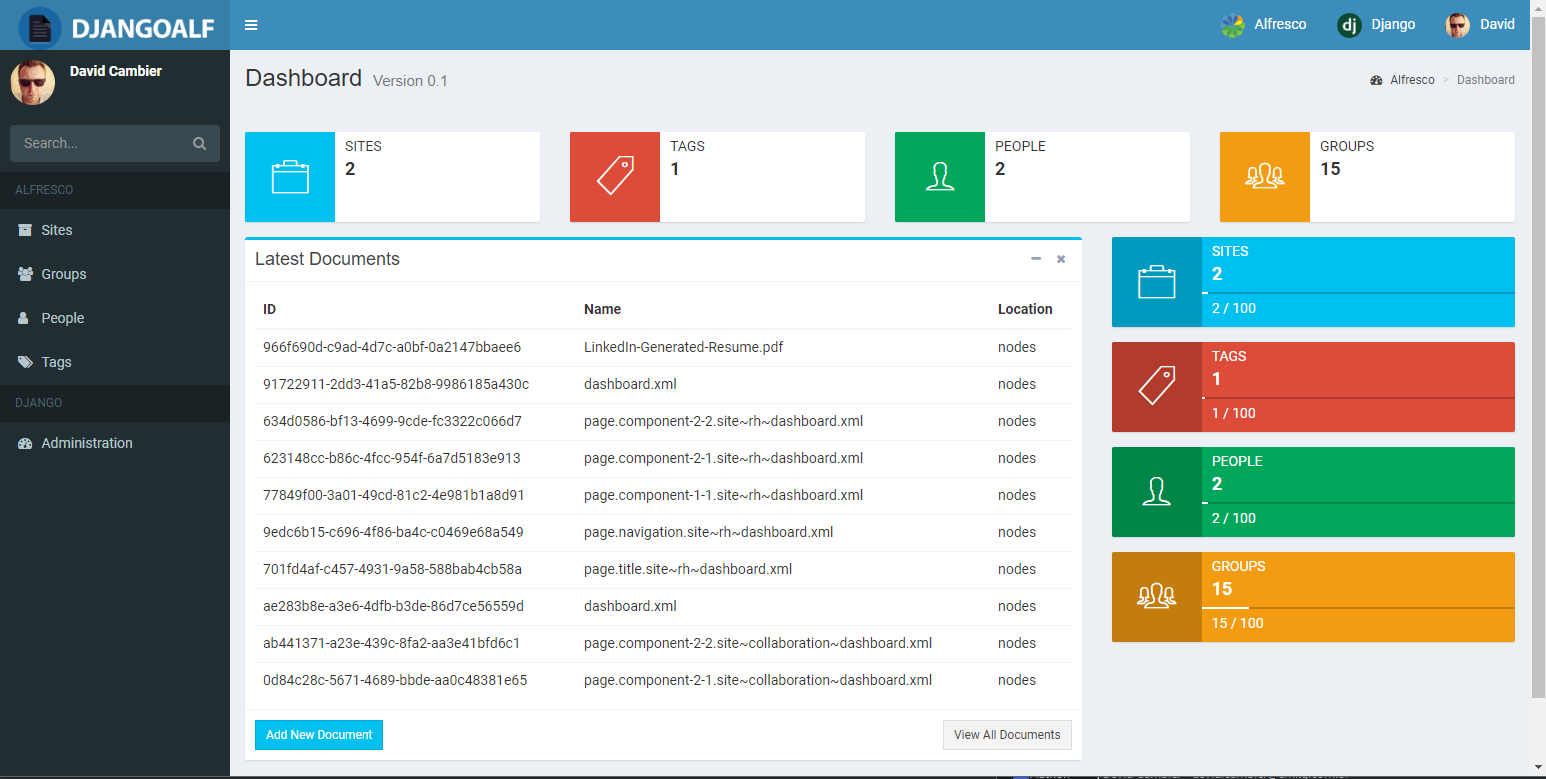 DJANGOALF
Alfresco
Django
David
David Cambier
Search...
ALFRESCO
Sites
Groups
People
Tags
DJANGO
Administration
Dashboard Version 0.1
Alfresco > Dashboard
SITES
2
TAGS
1
PEOPLE
2
GROUPS
15
Latest Documents
ID Name Location
966f690d-c9ad-4d7c-a0bf-0a2147bbaee6 LinkedIn-Generated-Resume.pdf nodes
91722911-2dd3-41a5-82b8-9986185a430c dashboard.xml nodes
634d0586-bf13-4699-9cde-fc3322c066d7 page.component-2-2.site~rh~dashboard.xml nodes
623148cc-b86c-4fcc-954f-6a7d5183e913 page.component-2-1.site~rh~dashboard.xml nodes
77849f00-3a01-49cd-81c2-4e981b1a8d91 page.component-1-1.site~rh~dashboard.xml nodes
9edc6b15-c696-4f86-ba4c-c0469e68a549 page.navigation.site~rh~dashboard.xml nodes
701fd4af-c457-4931-9a58-588bab4cb58a page.title.site~rh~dashboard.xml nodes
ae283b8e-a3e6-4dfb-b3de-86d7ce56559d dashboard.xml nodes
ab441371-a23e-439c-8fa2-aa3e41bfd6c1 page.component-2-2.site~collaboration~dashboard.xml nodes
0d84c28c-5671-4689-bbde-aa0c48381e65 page.component-2-1.site~collaboration~dashboard.xml nodes
Add New Document
View All Documents
SITES
2
2 / 100
TAGS
1
1 / 100
PEOPLE
2
2 / 100
GROUPS
15
15 / 100